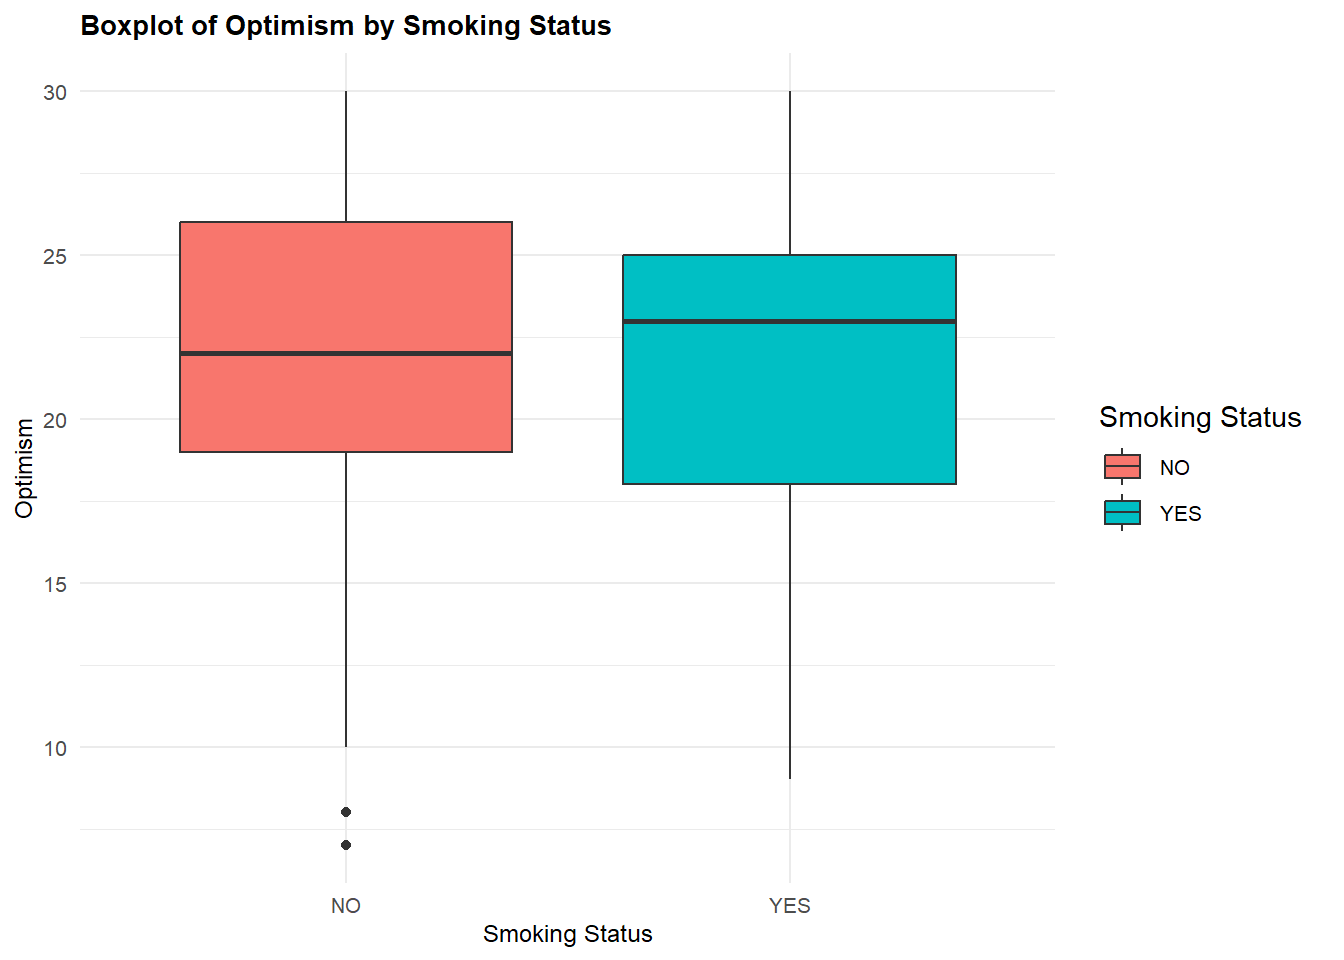 Boxplot of Optimism by Smoking Status
30
25
20
15
10
Optimism
NO
YES
Smoking Status
Smoking Status
NO
YES